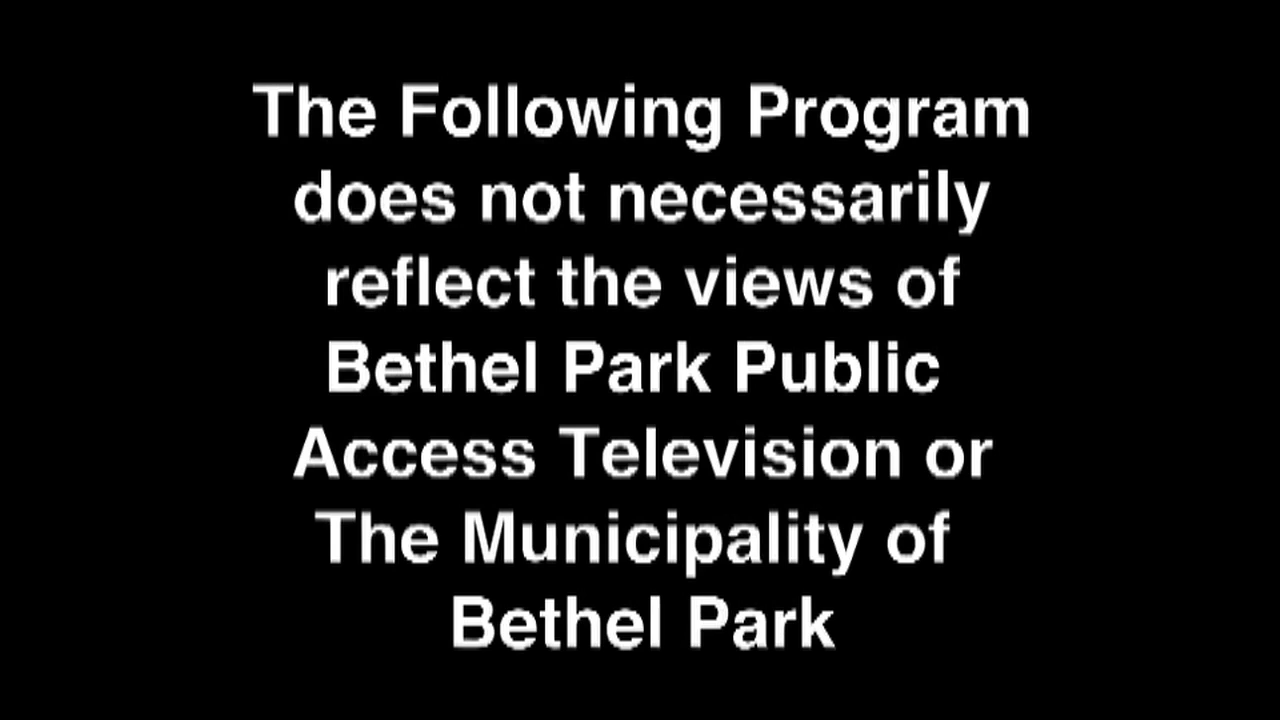 The Following Program
does not necessarily
reflect the views of
Bethel Park Public
Access Television or
The Municipality of
Bethel Park